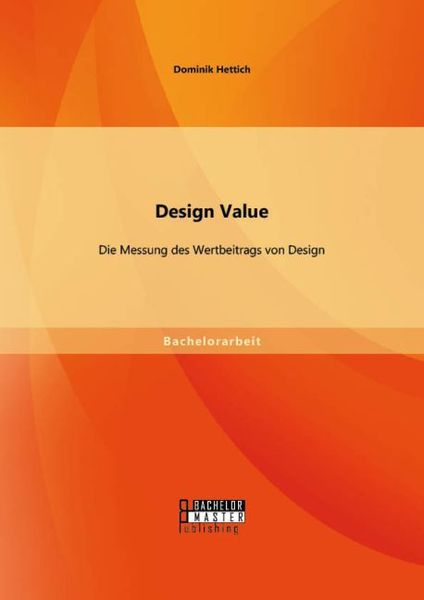 Dominik Hettich
Design Value
Die Messung des Wertbeitrags von Design
Bachelorarbeit
BACHELOR
MASTER
Publishing